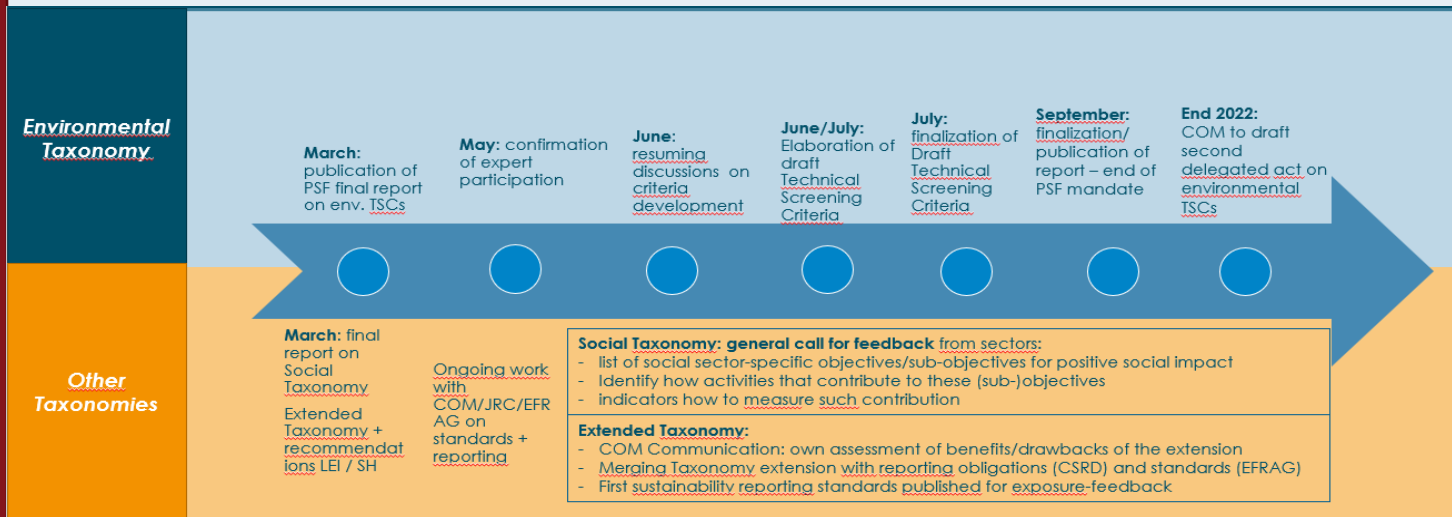 Environmental
Taxonomy
March:
publication of
PSF final report
on env. TSCs
May: confirmation
of expert
participation
June:
resuming
discussions on
criteria
development
June/July:
Elaboration of
draft
Technical
Screening
Criteria
July:
finalization of
Draft
Technical
Screening
Criteria
September:
finalization/
publication of
report – end of
PSF mandate
End 2022:
COM to draft
second
delegated act on
environmental
TSCs
Other
Taxonomies
March: final
report on
Social
Taxonomy
Extended
Taxonomy +
recommendat
ions LEI / SH
Ongoing work
with
COM/JRC/EFR
AG on
standards +
reporting
Social Taxonomy: general call for feedback from sectors:
- list of social sector-specific objectives/sub-objectives for positive social impact
- Identify how activities that contribute to these (sub-)objectives
- indicators how to measure such contribution
Extended Taxonomy:
- COM Communication: own assessment of benefits/drawbacks of the extension
- Merging Taxonomy extension with reporting obligations (CSRD) and standards (EFRAG)
- First sustainability reporting standards published for exposure-feedback